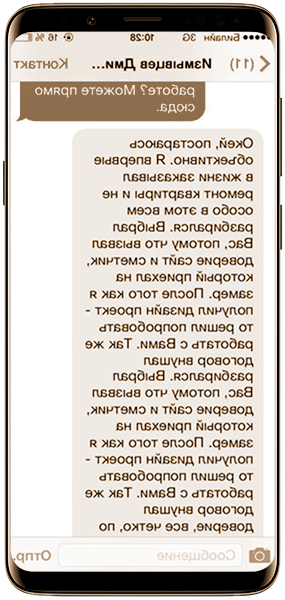 Билайн 3G 10:28 16 %
(11) Измывцев Дми... Контакт
работе? Можете прямо
сюда.
Окей, постараюсь
объективно. Я впервые
в жизни заказывал
ремонт квартиры и не
особо в этом всем
разбирался. Выбрал
Вас, потому что вызвал
доверие сайт и сметчик,
который приехал на
замер. После того как я
получил дизайн проект -
то решил попробовать
работать с Вами. Так же
договор внушал
разбирался. Выбрал
Вас, потому что вызвал
доверие сайт и сметчик,
который приехал на
замер. После того как я
получил дизайн проект -
то решил попробовать
работать с Вами. Так же
договор внушал
доверие, все четко, по
Сообщение Отпр.